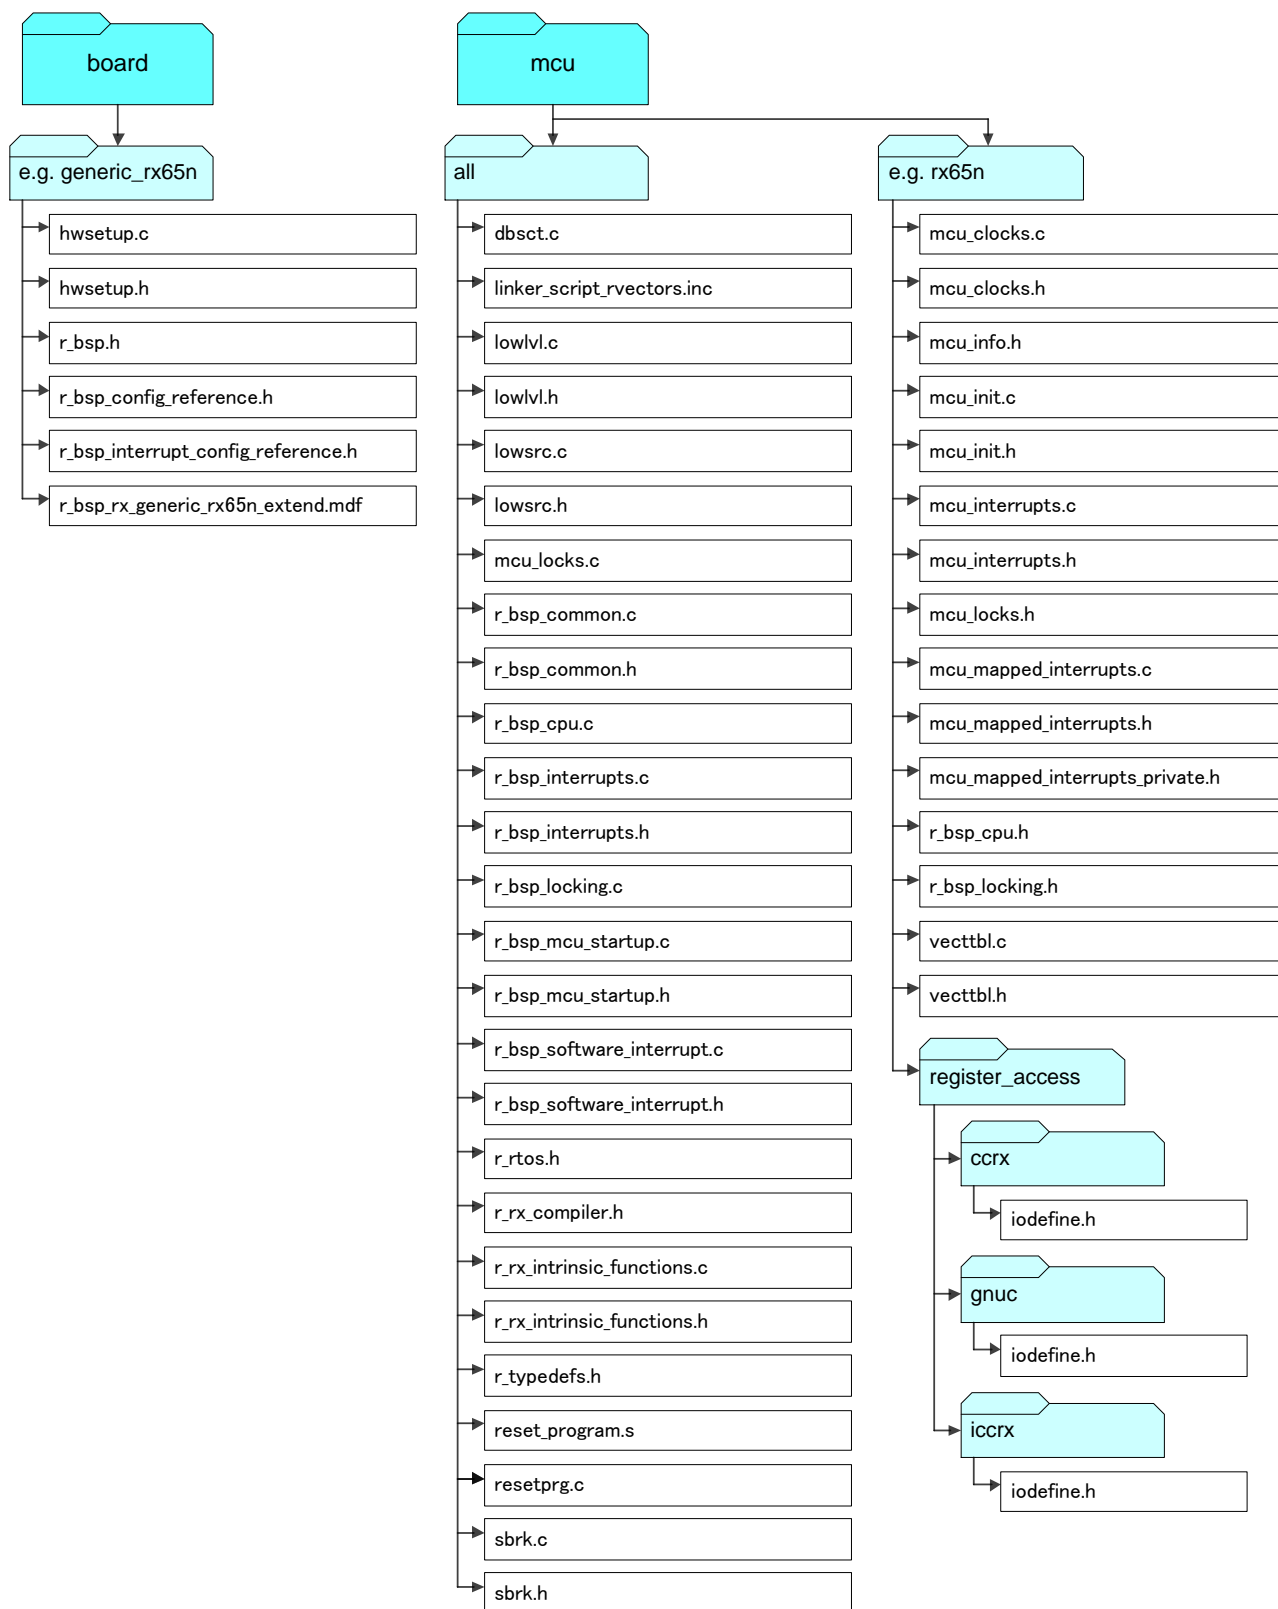 board
e.g. generic_rx65n
hwsetup.c
hwsetup.h
r_bsp.h
r_bsp_config_reference.h
r_bsp_interrupt_config_reference.h
r_bsp_rx_generic_rx65n_extend.mdf
mcu
all
dbsct.c
linker_script_rvectors.inc
lowlvl.c
lowlvl.h
lowsrc.c
lowsrc.h
mcu_locks.c
r_bsp_common.c
r_bsp_common.h
r_bsp_cpu.c
r_bsp_interrupts.c
r_bsp_interrupts.h
r_bsp_locking.c
r_bsp_mcu_startup.c
r_bsp_mcu_startup.h
r_bsp_software_interrupt.c
r_bsp_software_interrupt.h
r_rtos.h
r_rx_compiler.h
r_rx_intrinsic_functions.c
r_rx_intrinsic_functions.h
r_typedefs.h
reset_program.s
resetprg.c
sbrk.c
sbrk.h
e.g. rx65n
mcu_clocks.c
mcu_clocks.h
mcu_info.h
mcu_init.c
mcu_init.h
mcu_interrupts.c
mcu_interrupts.h
mcu_locks.h
mcu_mapped_interrupts.c
mcu_mapped_interrupts.h
mcu_mapped_interrupts_private.h
r_bsp_cpu.h
r_bsp_locking.h
vecttbl.c
vecttbl.h
register_access
ccrx
iodefine.h
gnuc
iodefine.h
iccrx
iodefine.h